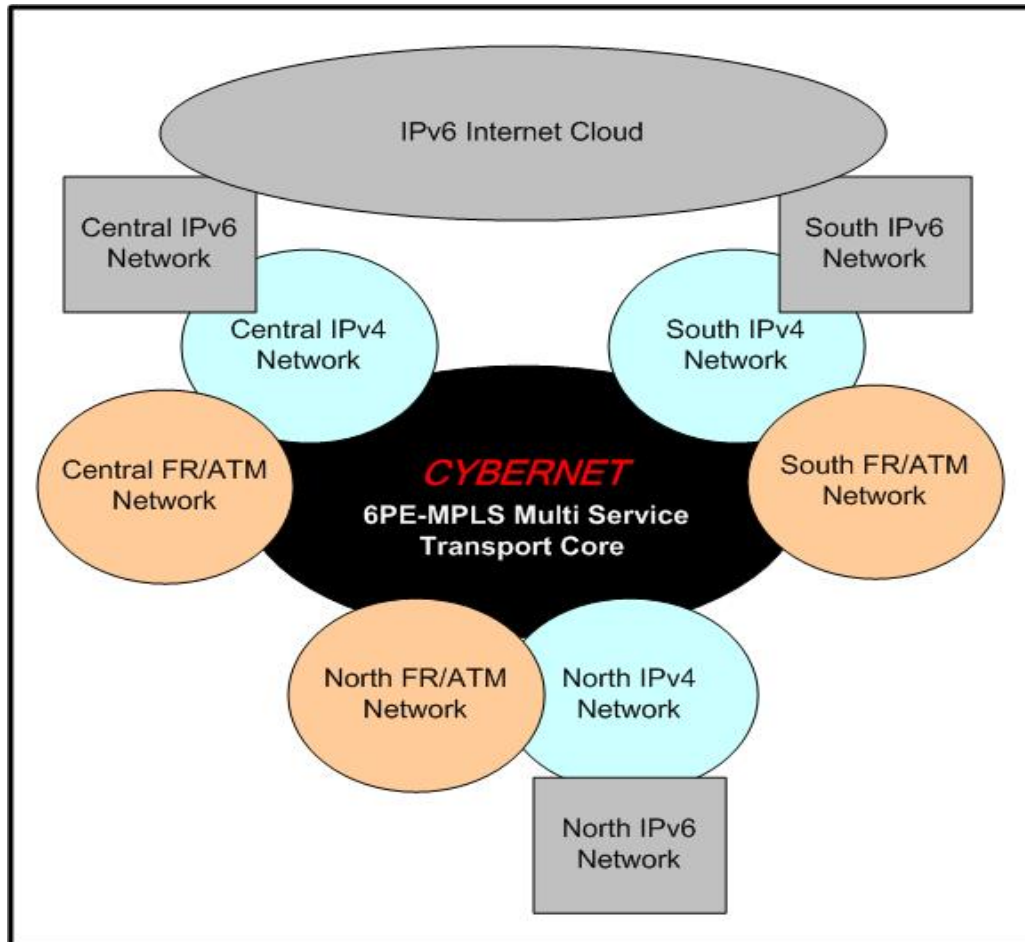 IPv6 Internet Cloud
Central IPv6
Network
South IPv6
Network
Central IPv4
Network
South IPv4
Network
Central FR/ATM
Network
CYBERNET
6PE-MPLS Multi Service
Transport Core
South FR/ATM
Network
North FR/ATM
Network
North IPv4
Network
North IPv6
Network